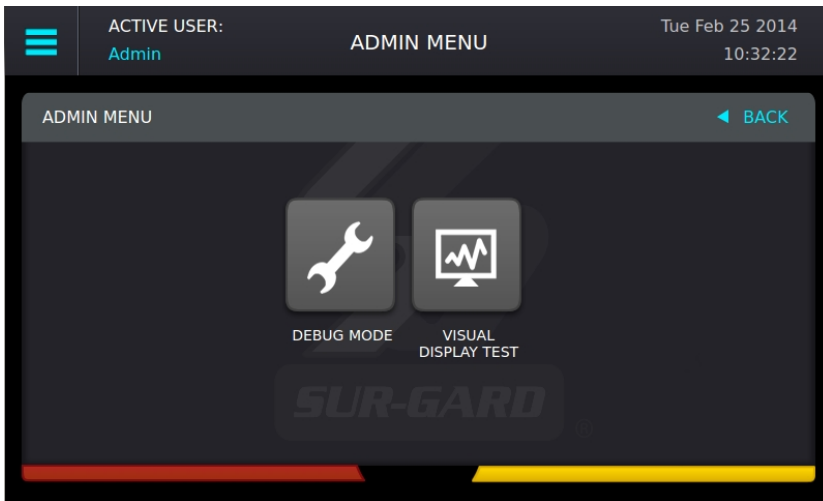 ACTIVE USER:
Admin
ADMIN MENU
Tue Feb 25 2014
10:32:22
ADMIN MENU
BACK
DEBUG MODE
VISUAL
DISPLAY TEST
SUR-GARD
®